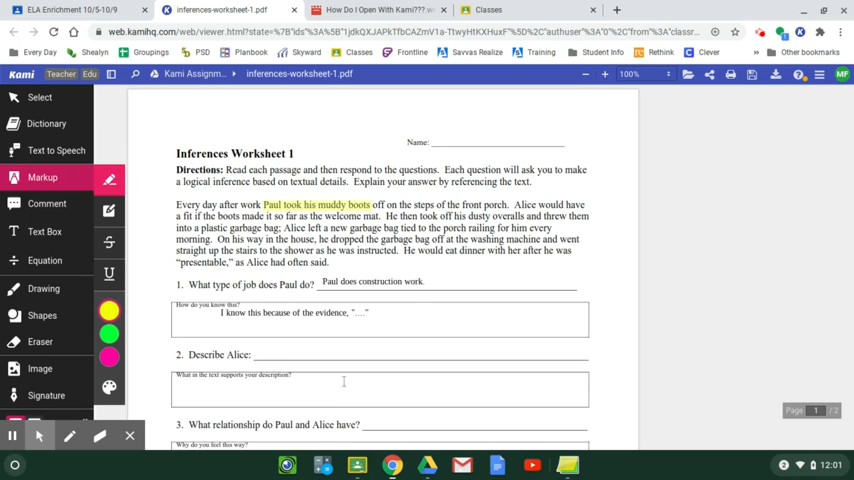 ELA Enrichment 10/5-10/9
inferences-worksheet-1.pdf
How Do I Open With Kami???.w
Classes
web.kamihq.com/web/viewer.html?state=%7B"ids"%3A%5B"1jdkQXJAPkTfbCAZmV1a-TtwyHtKXHuxF"%5D%2C"action"%3A"open"
Every Day
Shealyn
Groupings
PSD
Planbook
Skyward
Classes
Frontline
Savvas Realize
Training
Student Info
Rethink
Clever
Other bookmarks
Kami
Teacher
Edu
Kami Assignm...
inferences-worksheet-1.pdf
100%
MF
Select
Dictionary
Text to Speech
Markup
Comment
Text Box
Equation
Drawing
Shapes
Eraser
Image
Signature
Name:
Inferences Worksheet 1
Directions: Read each passage and then respond to the questions. Each question will ask you to make
a logical inference based on textual details. Explain your answer by referencing the text.
Every day after work Paul took his muddy boots off on the steps of the front porch. Alice would have
a fit if the boots made it so far as the welcome mat. He then took off his dusty overalls and threw them
into a plastic garbage bag; Alice left a new garbage bag tied to the porch railing for him every
morning. On his way in the house, he dropped the garbage bag off at the washing machine and went
straight up the stairs to the shower as he was instructed. He would eat dinner with her after he was
“presentable,” as Alice had often said.
1. What type of job does Paul do? Paul does construction work.
How do you know this?
I know this because of the evidence, "...."
2. Describe Alice:
What in the text supports your description?
3. What relationship do Paul and Alice have?
Why do you feel this way?
Page 1 / 2
2
12:01